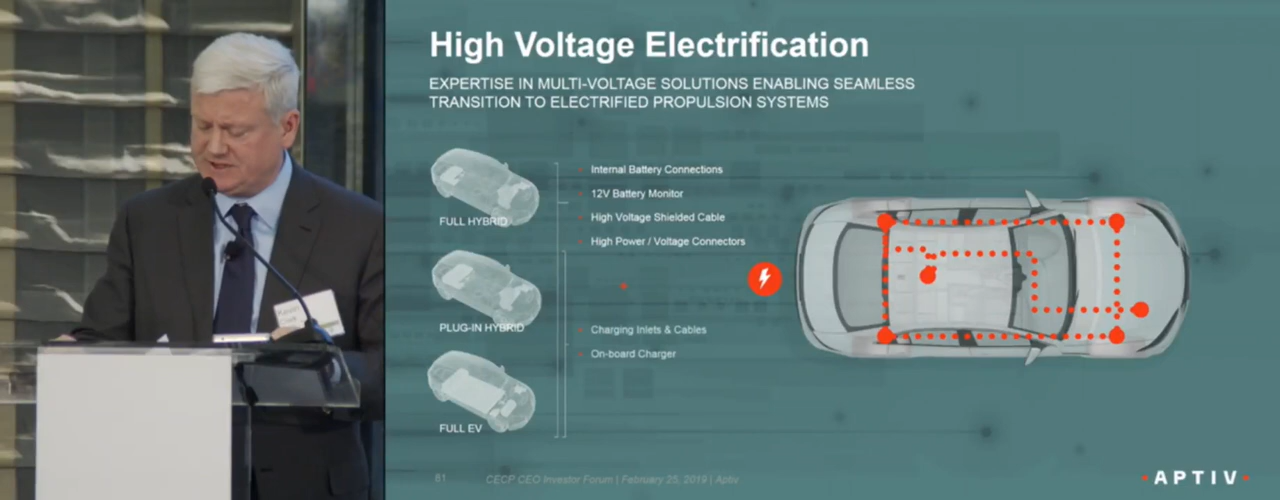 High Voltage Electrification
EXPERTISE IN MULTI-VOLTAGE SOLUTIONS ENABLING SEAMLESS
TRANSITION TO ELECTRIFIED PROPULSION SYSTEMS
FULL HYBRID
PLUG-IN HYBRID
FULL EV
Internal Battery Connections
12V Battery Monitor
High Voltage Shielded Cable
High Power / Voltage Connectors
Charging Inlets & Cables
On-board Charger
81
CECP CEO Investor Forum | February 25, 2019 | Aptiv
APTIV